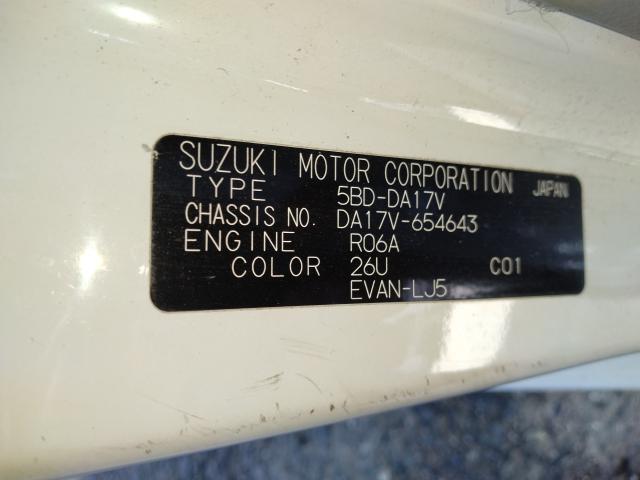 SUZUKI MOTOR CORPORATION JAPAN
TYPE 5BD-DA17V
CHASSIS NO. DA17V-654643
ENGINE R06A
COLOR 26U C01
EVAN-LJ5